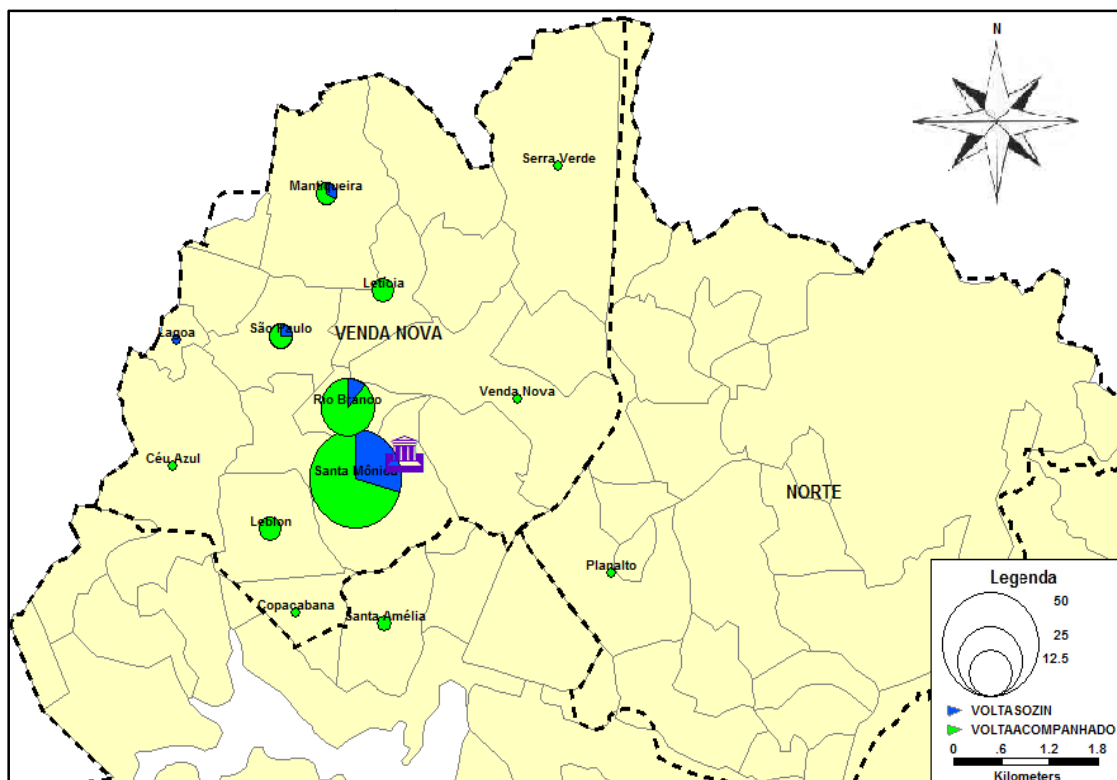 N
Serra Verde
Mantiqueira
Letícia
São Paulo
VENDA NOVA
Lagoa
Venda Nova
Rio Branco
Céu Azul
Santa Mônica
NORTE
Leblon
Planalto
Copacabana
Santa Amélia
Legenda
50
25
12.5
VOLTASOZIN
VOLTAACOMPANHADO
0 .6 1.2 1.8
Kilometers